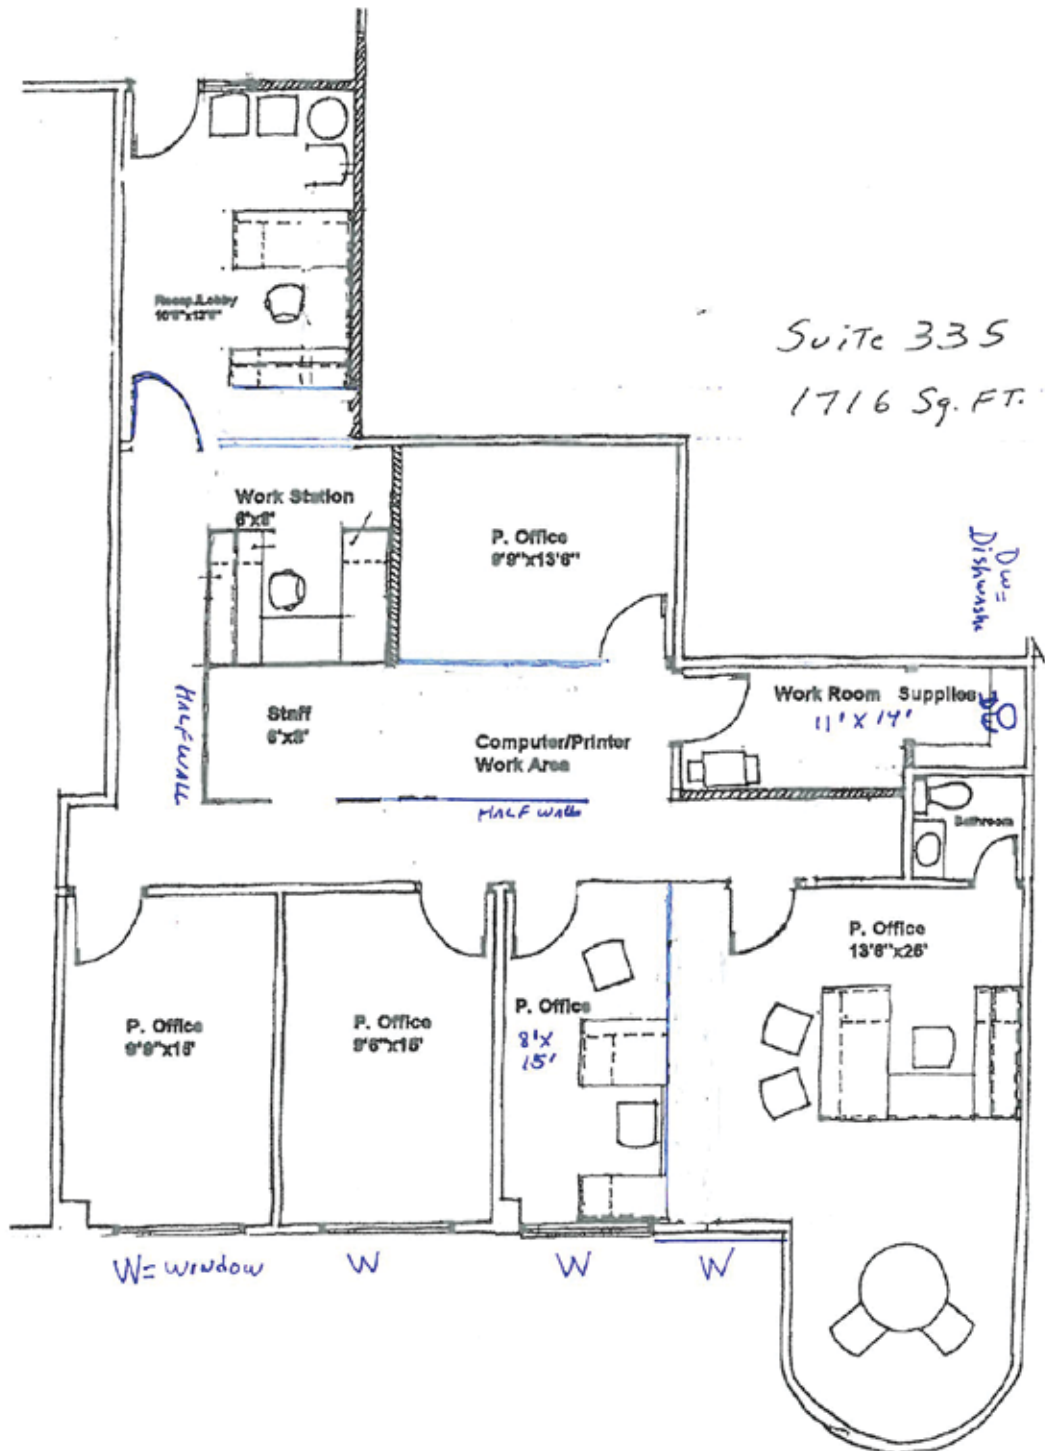 Suite 335
1716 Sq. FT.
Recep./Lobby
Work Station
6'x8'
P. Office
9'9"x13'6"
DW=
Dishwashe
HALF WALL
Staff
6'x8'
Computer/Printer
Work Area
Work Room Supplies
11' X 14'
DW
HALF WALL
Bathroom
P. Office
9'9"x15'
P. Office
9'6"x15'
P. Office
8'X
15'
P. Office
13'6"x26'
W= WINDOW
W
W
W